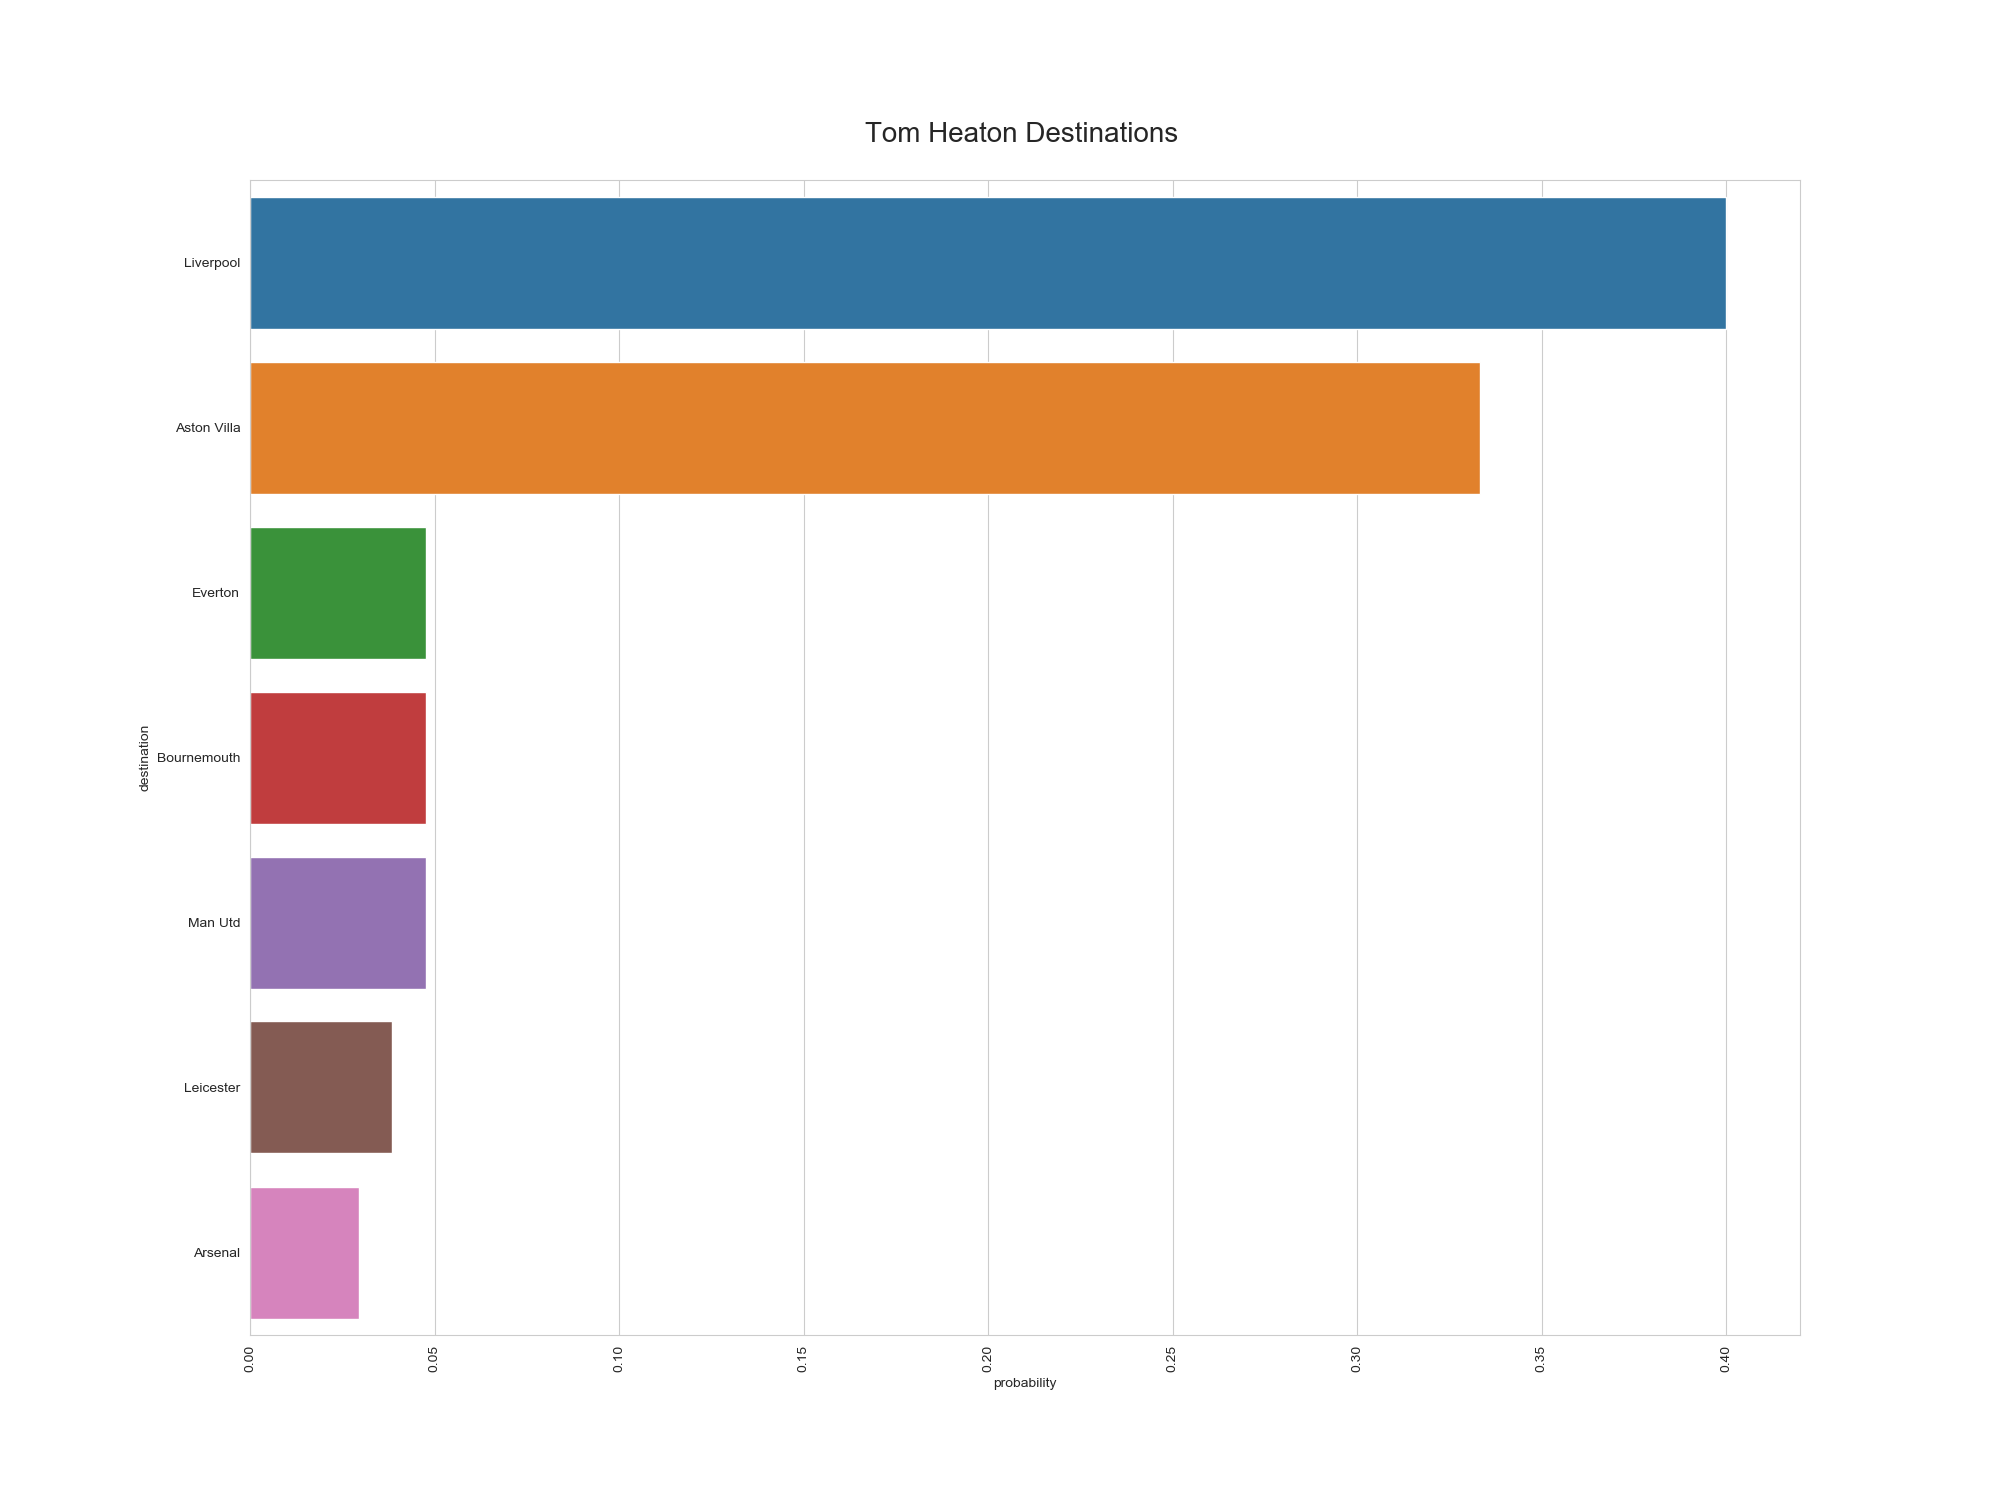 Tom Heaton Destinations
destination
Liverpool
Aston Villa
Everton
Bournemouth
Man Utd
Leicester
Arsenal
0.00 0.05 0.10 0.15 0.20 0.25 0.30 0.35 0.40
probability